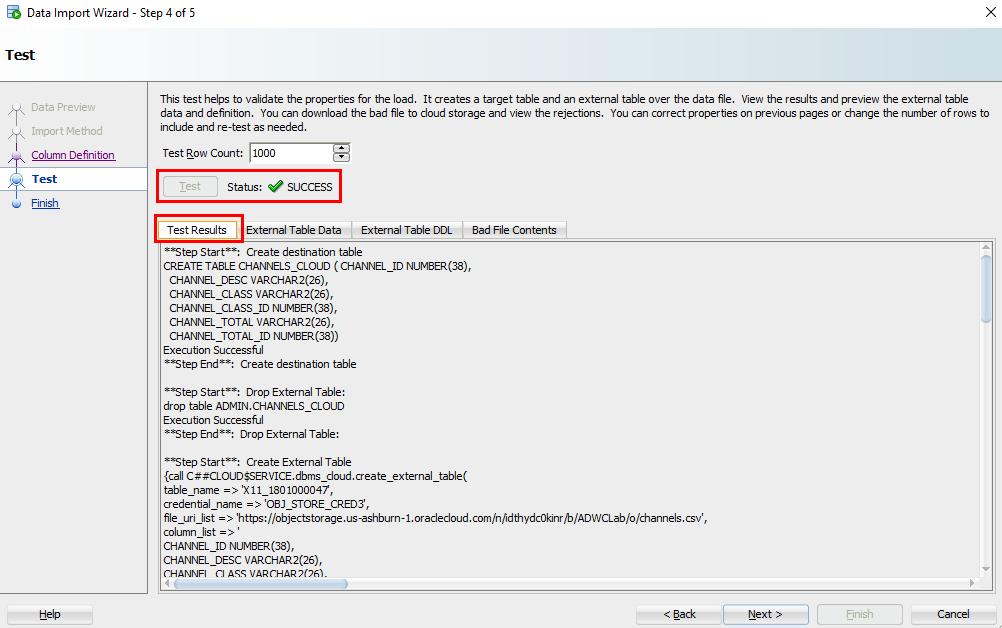 Data Import Wizard - Step 4 of 5
Test
Data Preview
Import Method
Column Definition
Test
Finish
This test helps to validate the properties for the load.  It creates a target table and an external table over the data file.  View the results and preview the external table
data and definition.  You can download the bad file to cloud storage and view the rejections.  You can correct properties on previous pages or change the number of rows to
include and re-test as needed.
Test Row Count: 1000
Test Status: SUCCESS
Test Results External Table Data External Table DDL Bad File Contents
**Step Start**:  Create destination table
CREATE TABLE CHANNELS_CLOUD ( CHANNEL_ID NUMBER(38),
CHANNEL_DESC VARCHAR2(26),
CHANNEL_CLASS VARCHAR2(26),
CHANNEL_CLASS_ID NUMBER(38),
CHANNEL_TOTAL VARCHAR2(26),
CHANNEL_TOTAL_ID NUMBER(38))
Execution Successful
**Step End**:  Create destination table
**Step Start**:  Drop External Table:
drop table ADMIN.CHANNELS_CLOUD
Execution Successful
**Step End**:  Drop External Table:
**Step Start**:  Create External Table
{call C##CLOUD$SERVICE.dbms_cloud.create_external_table(
table_name => 'X11_1801000047',
credential_name => 'OBJ_STORE_CRED3',
file_uri_list => 'https://objectstorage.us-ashburn-1.oraclecloud.com/n/idthydc0kinr/b/ADWCLab/o/channels.csv',
column_list => '
CHANNEL_ID NUMBER(38),
CHANNEL_DESC VARCHAR2(26),
CHANNEL_CLASS VARCHAR2(26),
Help < Back Next > Finish Cancel